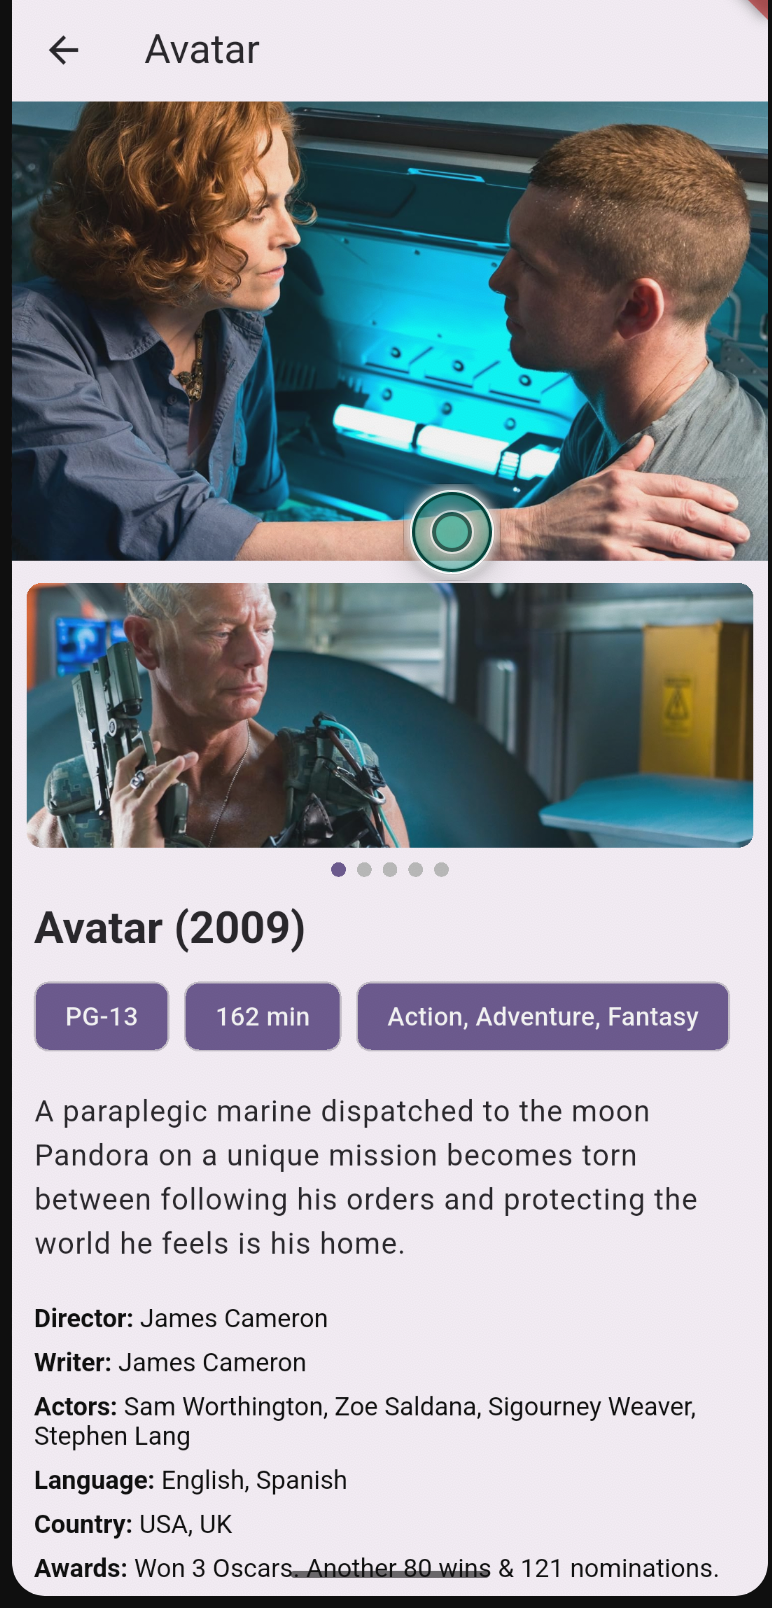 Avatar
Avatar (2009)
PG-13
162 min
Action, Adventure, Fantasy
A paraplegic marine dispatched to the moon
Pandora on a unique mission becomes torn
between following his orders and protecting the
world he feels is his home.
Director: James Cameron
Writer: James Cameron
Actors: Sam Worthington, Zoe Saldana, Sigourney Weaver,
Stephen Lang
Language: English, Spanish
Country: USA, UK
Awards: Won 3 Oscars. Another 80 wins & 121 nominations.